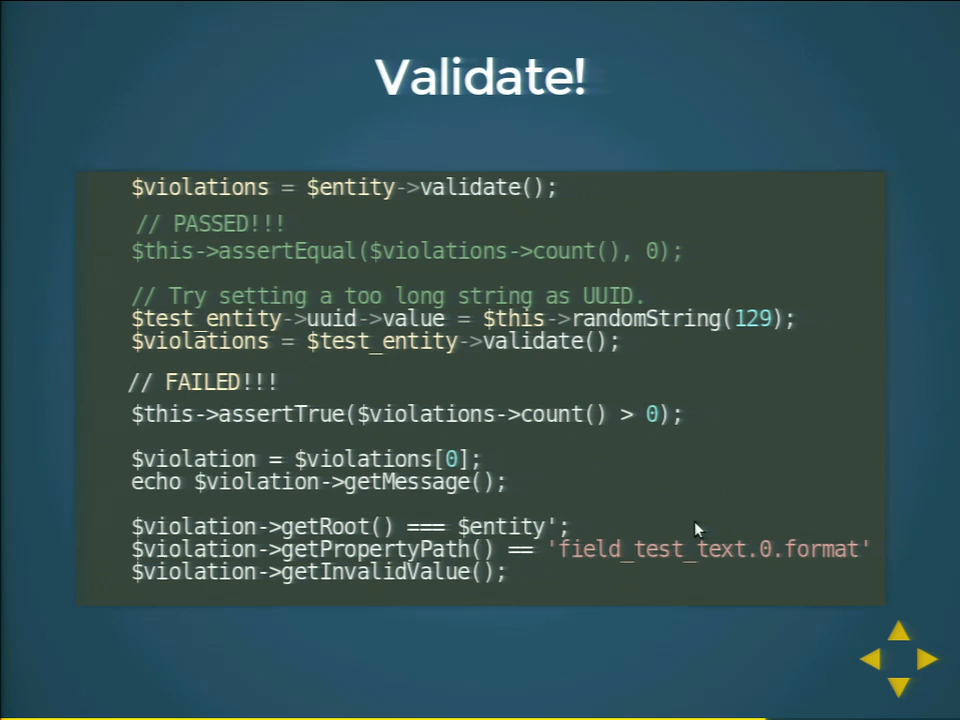 Validate!
$violations = $entity->validate();
// PASSED!!!
$this->assertEqual($violations->count(), 0);
// Try setting a too long string as UUID.
$test_entity->uuid->value = $this->randomString(129);
$violations = $test_entity->validate();
// FAILED!!!
$this->assertTrue($violations->count() > 0);
$violation = $violations[0];
echo $violation->getMessage();
$violation->getRoot() === $entity';
$violation->getPropertyPath() == 'field_test_text.0.format'
$violation->getInvalidValue();